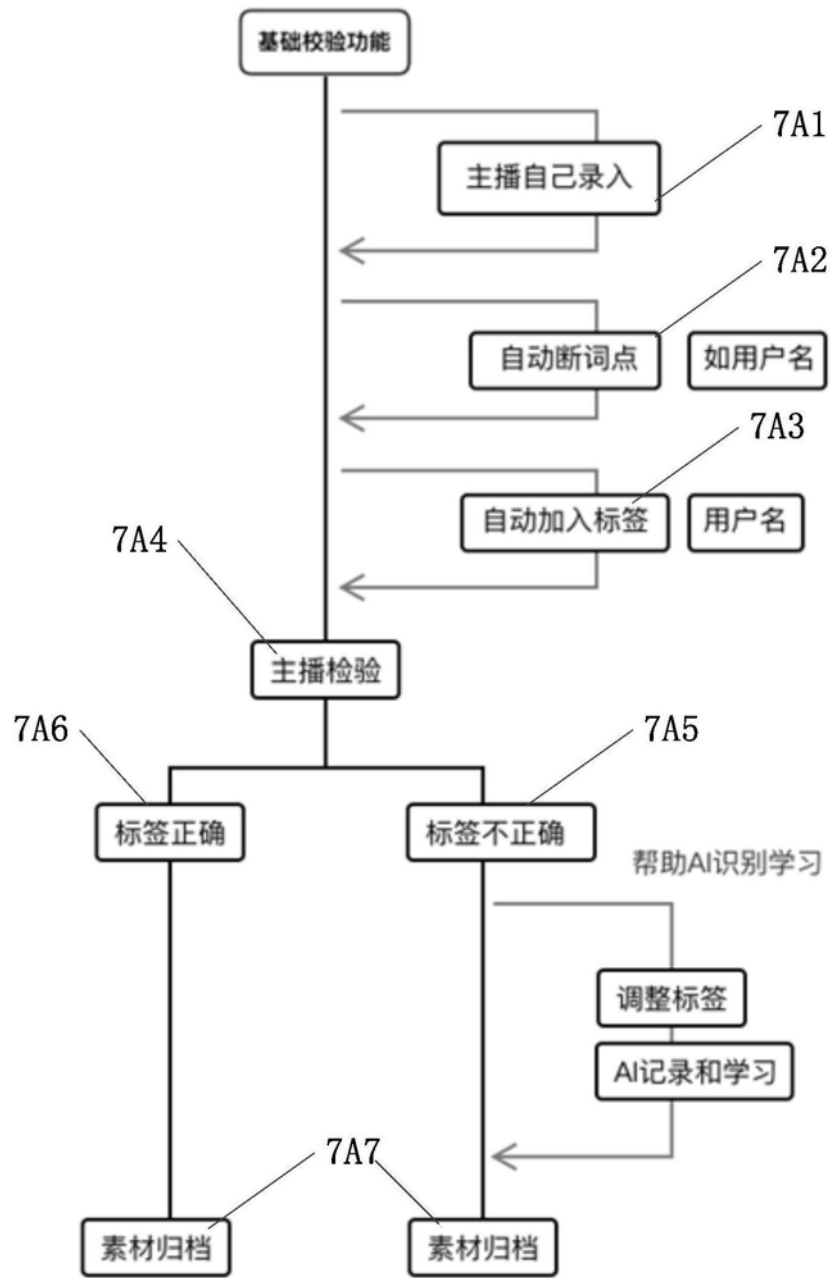 基础校验功能
7A1
主播自己录入
7A2
自动断词点
如用户名
7A3
自动加入标签
用户名
7A4
主播检验
7A6
7A5
标签正确
标签不正确
帮助AI识别学习
调整标签
AI记录和学习
7A7
素材归档
素材归档